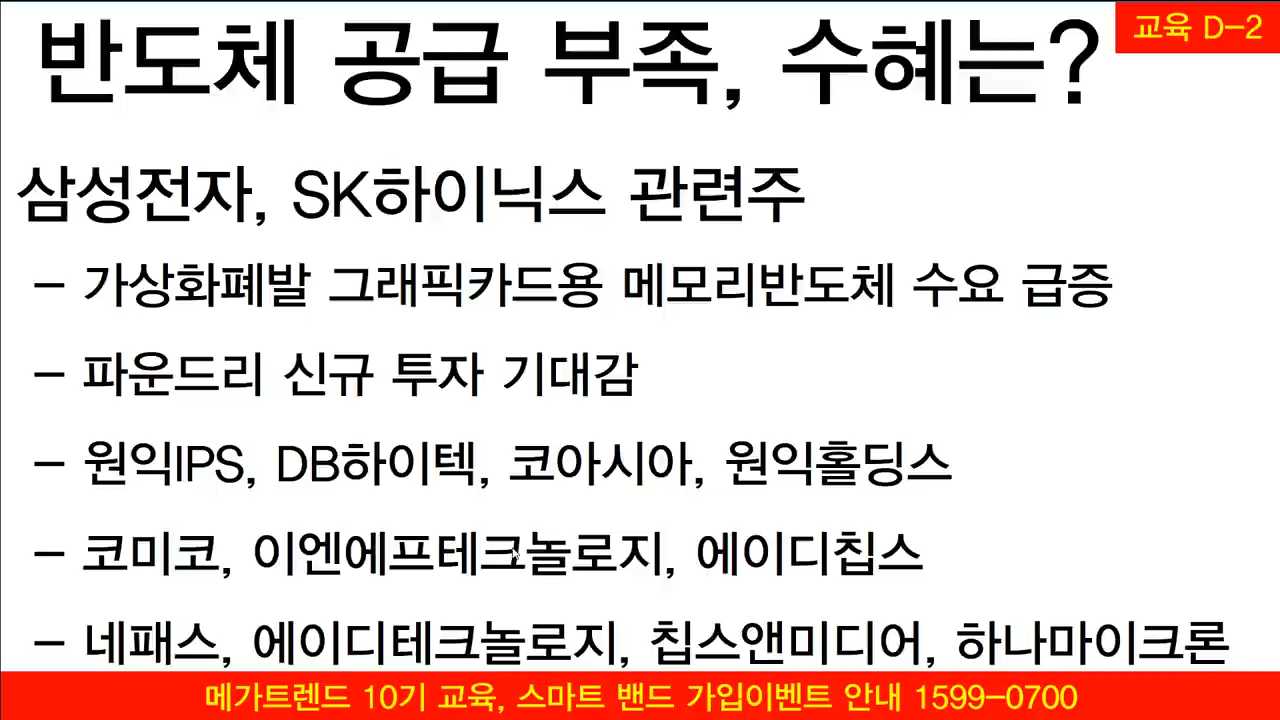 반도체 공급 부족, 수혜는?
교육 D-2
삼성전자, SK하이닉스 관련주
- 가상화폐발 그래픽카드용 메모리반도체 수요 급증
- 파운드리 신규 투자 기대감
- 원익IPS, DB하이텍, 코아시아, 원익홀딩스
- 코미코, 이엔에프테크놀로지, 에이디칩스
- 네패스, 에이디테크놀로지, 칩스앤미디어, 하나마이크론
메가트렌드 10기 교육, 스마트 밴드 가입이벤트 안내 1599-0700